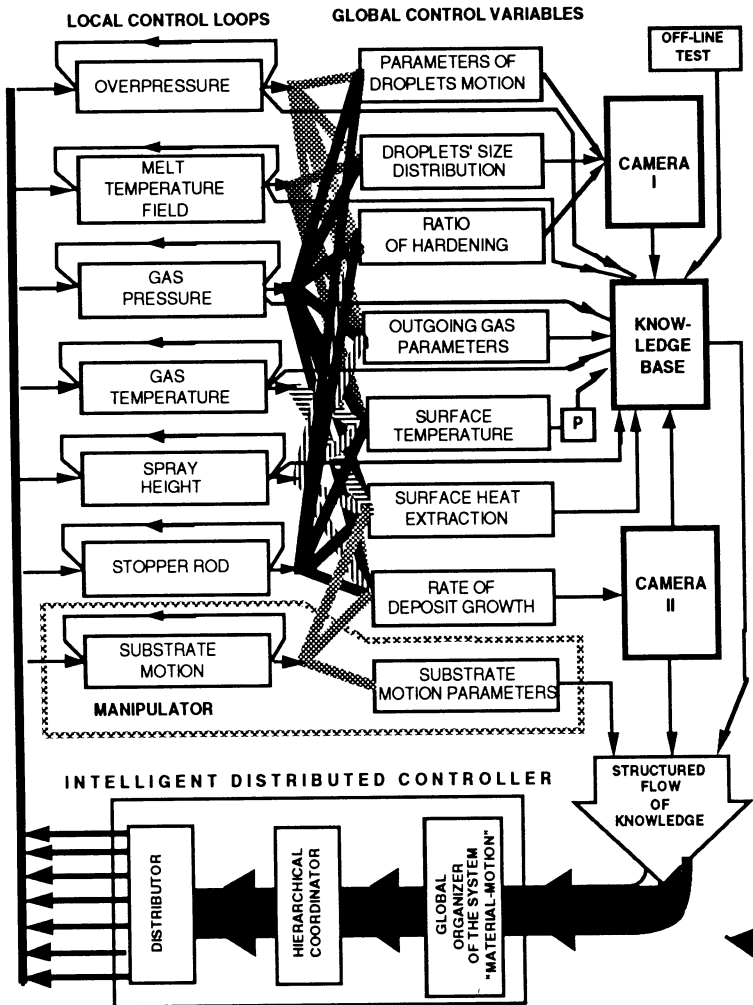 LOCAL CONTROL LOOPS
GLOBAL CONTROL VARIABLES
OVERPRESSURE
MELT
TEMPERATURE
FIELD
GAS
PRESSURE
GAS
TEMPERATURE
SPRAY
HEIGHT
STOPPER ROD
SUBSTRATE
MOTION
MANIPULATOR
PARAMETERS OF
DROPLETS MOTION
DROPLETS' SIZE
DISTRIBUTION
RATIO
OF HARDENING
OUTGOING GAS
PARAMETERS
SURFACE
TEMPERATURE
P
SURFACE HEAT
EXTRACTION
RATE OF
DEPOSIT GROWTH
SUBSTRATE
MOTION PARAMETERS
OFF-LINE
TEST
CAMERA
I
KNOW-
LEDGE
BASE
CAMERA
II
STRUCTURED
FLOW
OF
KNOWLEDGE
INTELLIGENT DISTRIBUTED CONTROLLER
DISTRIBUTOR
HIERARCHICAL
COORDINATOR
GLOBAL
ORGANIZER
OF THE SYSTEM
"MATERIAL-MOTION"